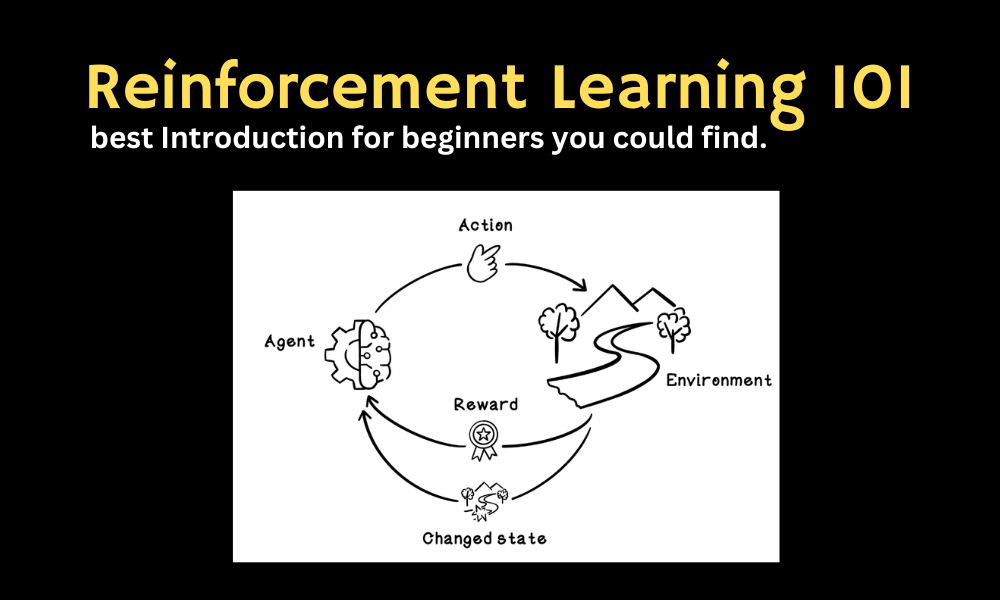 Reinforcement Learning 101
best Introduction for beginners you could find.
Action
Agent
Environment
Reward
Changed state